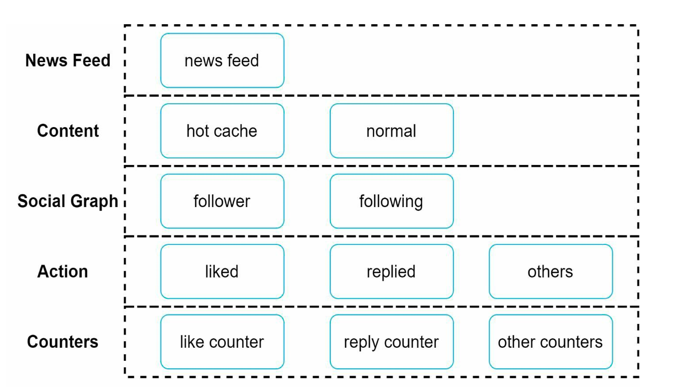 News Feed
news feed
Content
hot cache
normal
Social Graph
follower
following
Action
liked
replied
others
Counters
like counter
reply counter
other counters